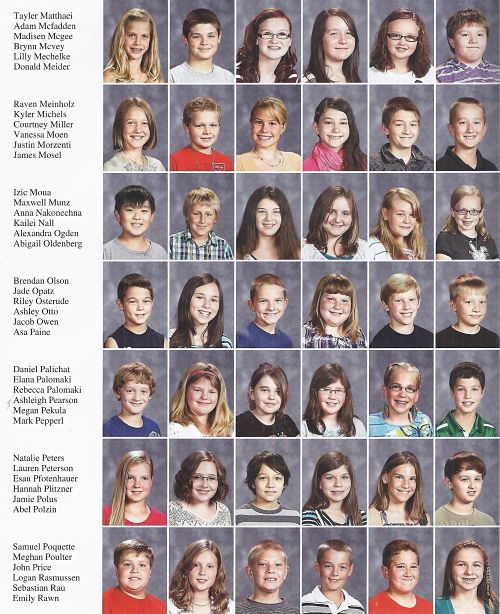 Tayler Matthaei
Adam Mcfadden
Madisen Mcgee
Brynn Mcvey
Lilly Mechelke
Donald Meider
Raven Meinholz
Kyler Michels
Courtney Miller
Vanessa Moen
Justin Morzenti
James Mosel
Izic Moua
Maxwell Munz
Anna Nakonechna
Kailei Nall
Alexandra Ogden
Abigail Oldenberg
Brendan Olson
Jade Opatz
Riley Osterude
Ashley Otto
Jacob Owen
Asa Paine
Daniel Palichat
Elana Palomaki
Rebecca Palomaki
Ashleigh Pearson
Megan Pekula
Mark Pepperl
Natalie Peters
Lauren Peterson
Esau Pfotenhauer
Hannah Plitzner
Jamie Polus
Abel Polzin
Samuel Poquette
Meghan Poulter
John Price
Logan Rasmussen
Sebastian Rau
Emily Rawn